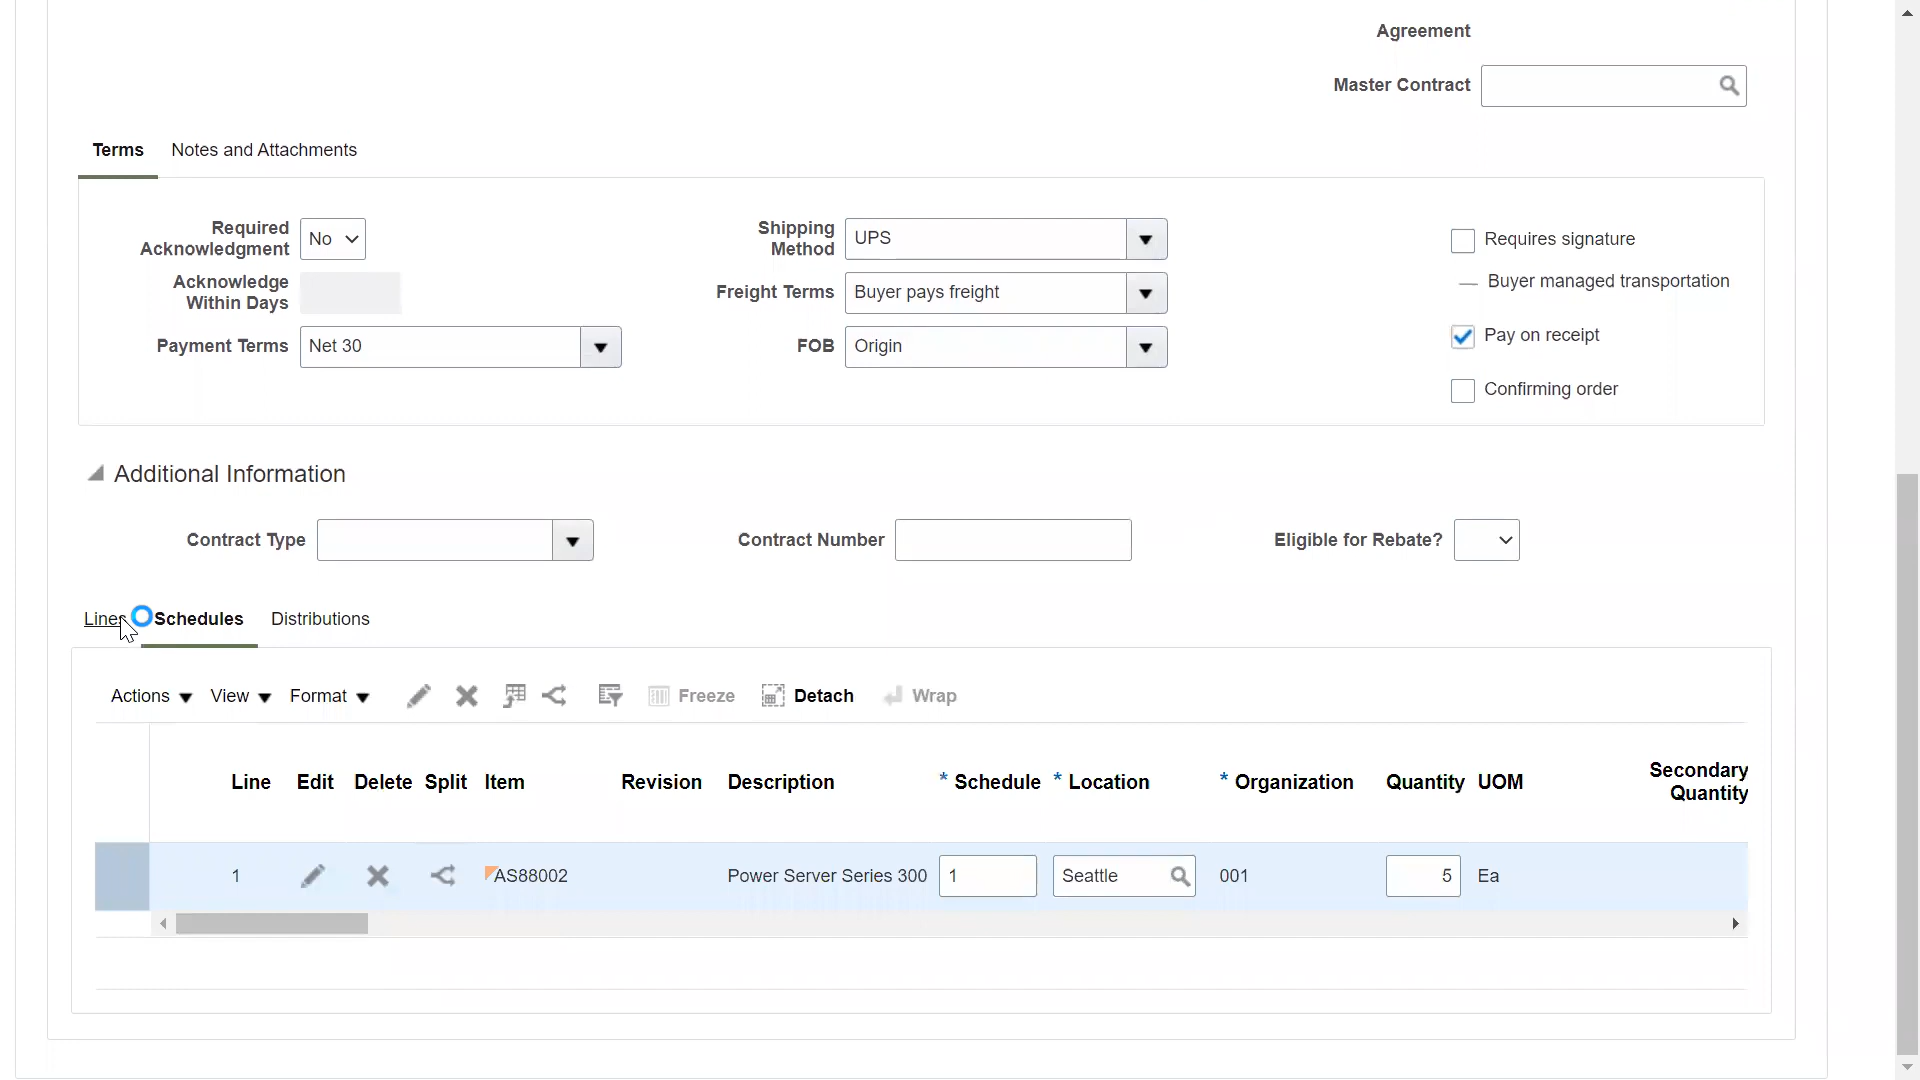 Agreement
Master Contract
Terms Notes and Attachments
Required Acknowledgment No
Shipping Method UPS
Requires signature
Acknowledge Within Days
Freight Terms Buyer pays freight
Buyer managed transportation
Payment Terms Net 30
FOB Origin
Pay on receipt
Confirming order
Additional Information
Contract Type
Contract Number
Eligible for Rebate?
Lines Schedules Distributions
Actions View Format Freeze Detach Wrap
Line Edit Delete Split Item Revision Description * Schedule * Location * Organization Quantity UOM Secondary Quantity
1 AS88002 Power Server Series 300 1 Seattle 001 5 Ea